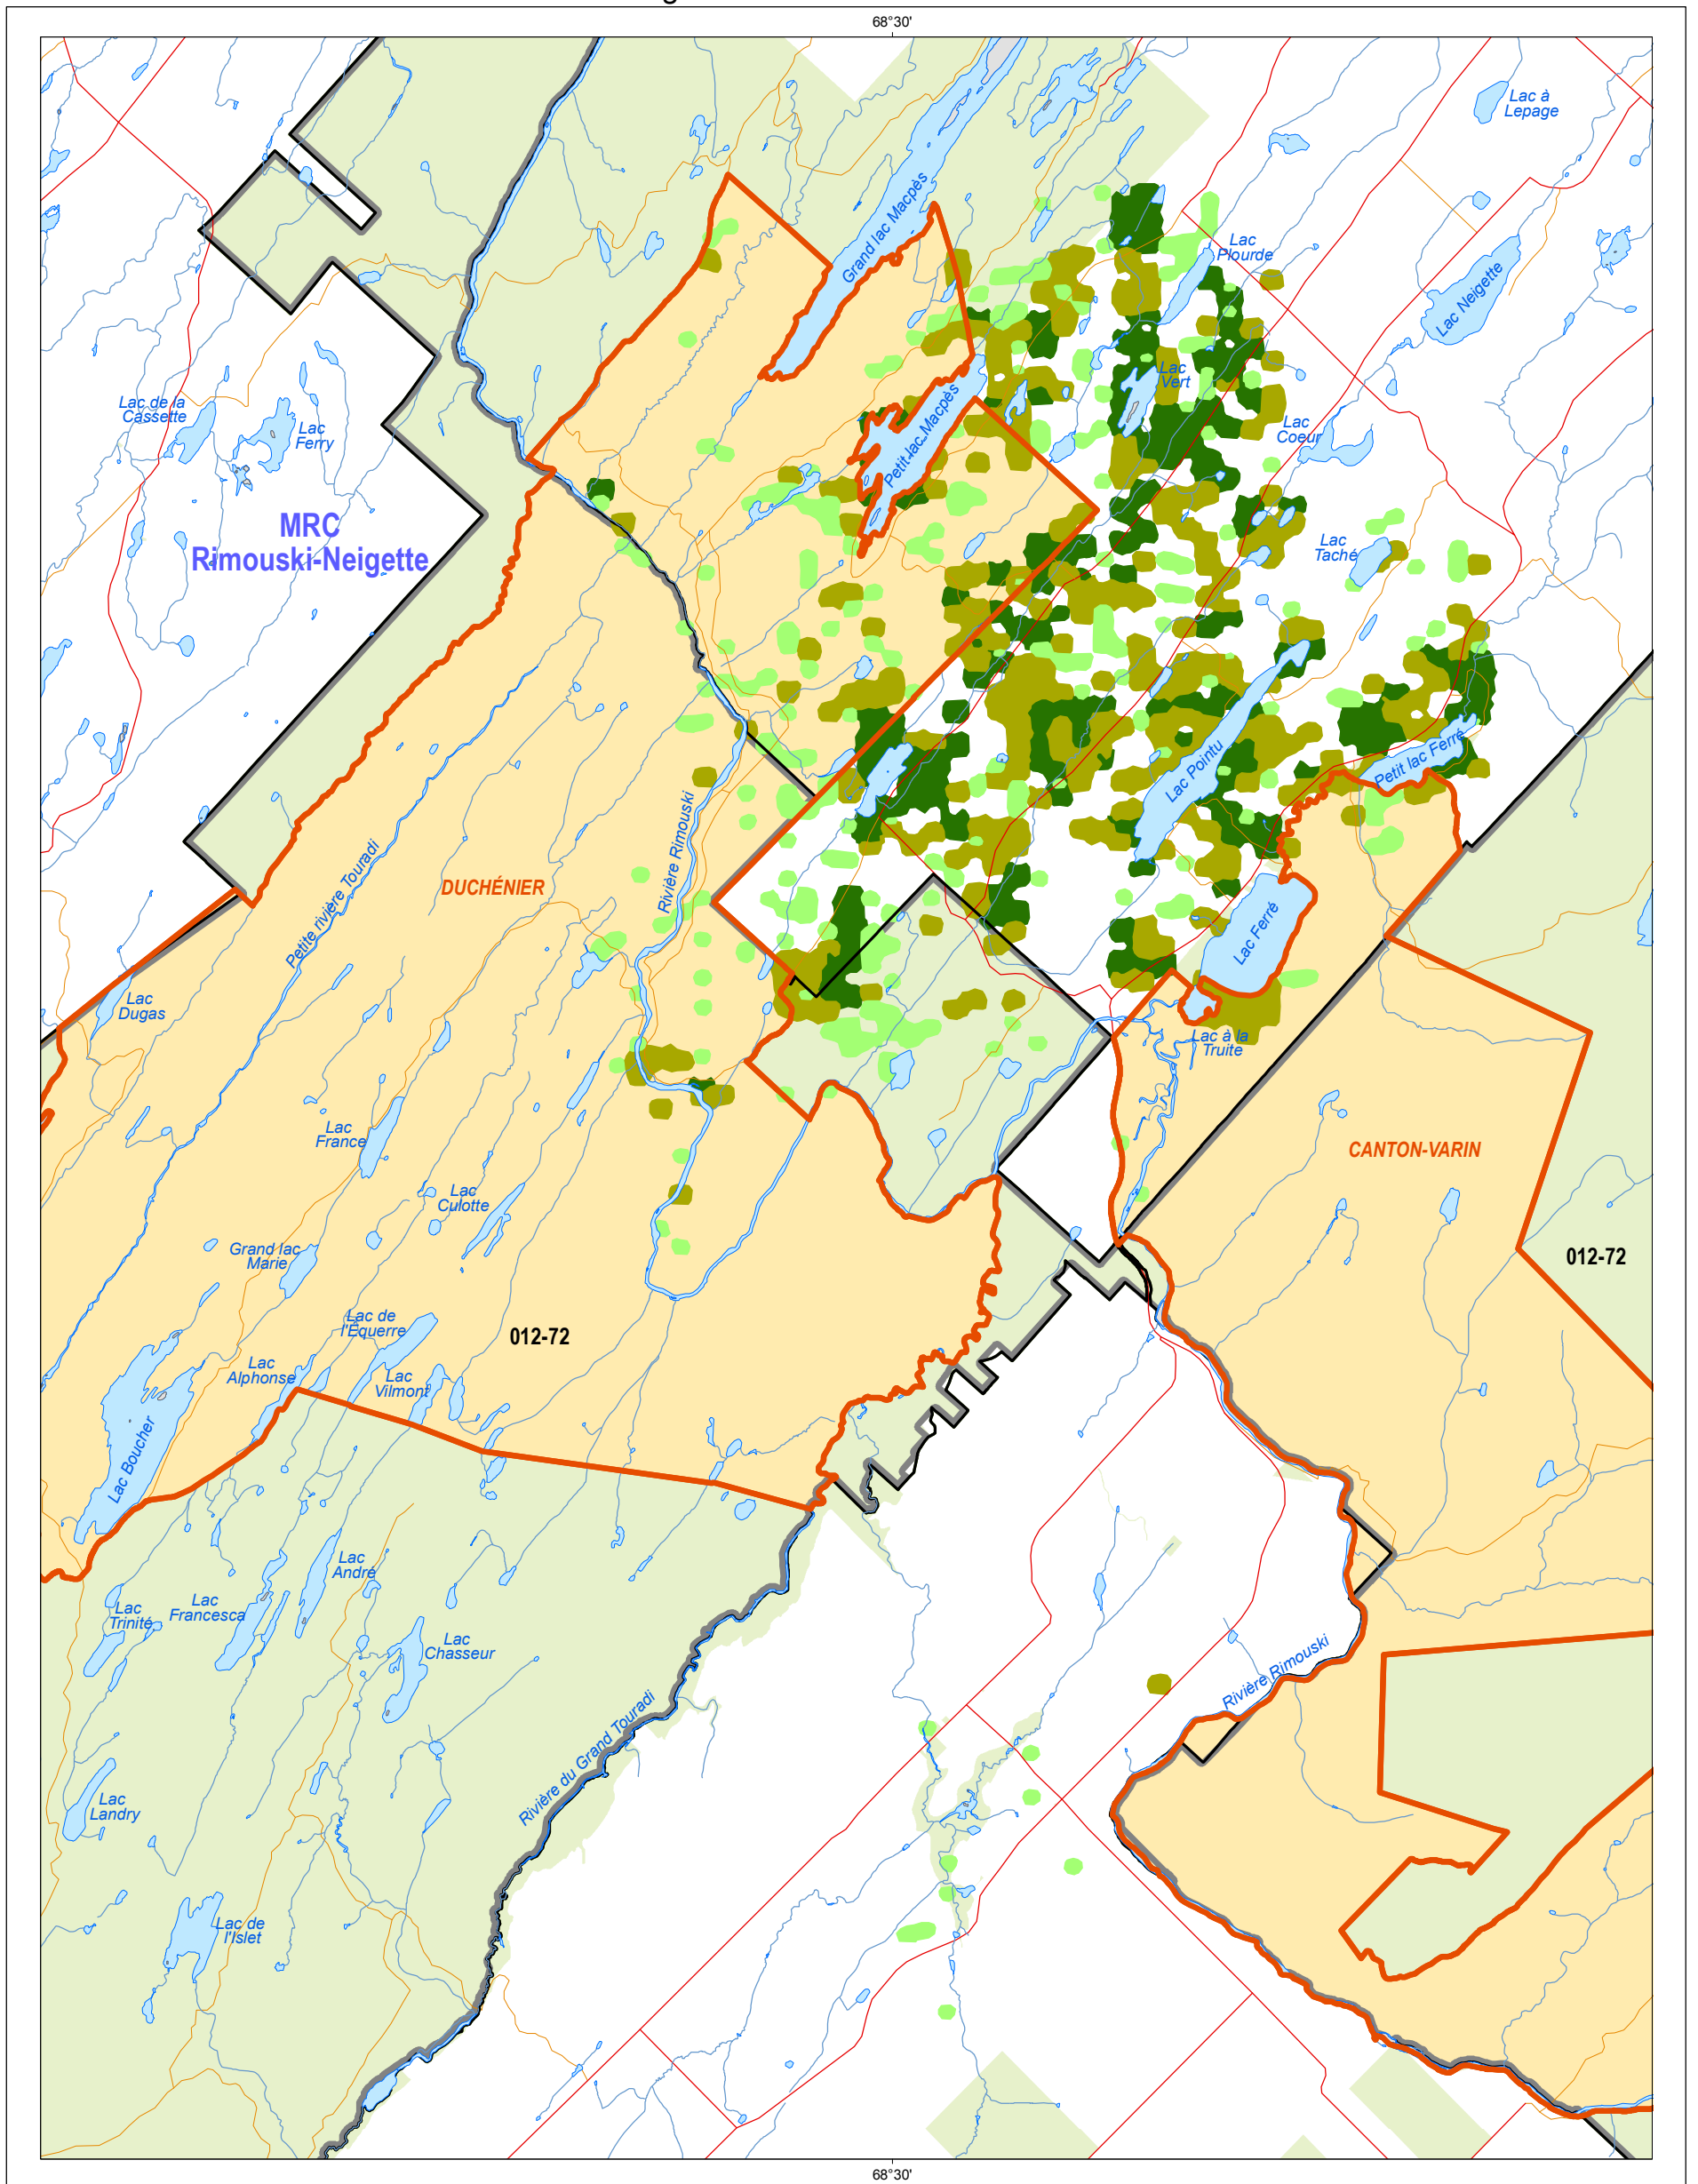 68°30'
Lac à
Lepage
Grand lac Macpès
Lac
Plourde
Lac Neigette
Lac de la
Cassette
Lac
Ferry
Lac
Vert
Petit lac Macpès
Lac
Coeur
MRC
Rimouski-Neigette
Lac
Taché
Lac Pointu
Petit lac Ferré
Rivière Rimouski
Petite rivière Touradi
DUCHÉNIER
Lac Ferré
Lac
Dugas
Lac à la
Truite
Lac
France
CANTON-VARIN
Lac
Culotte
Grand lac
Marie
012-72
Lac de
l'Équerre
012-72
Lac
Alphonse
Lac
Vilmont
Lac Boucher
Lac
André
Lac
Trinité
Lac
Francesca
Lac
Chasseur
Rivière Rimouski
Rivière du Grand Touradi
Lac
Landry
Lac de
l'Islet
68°30'